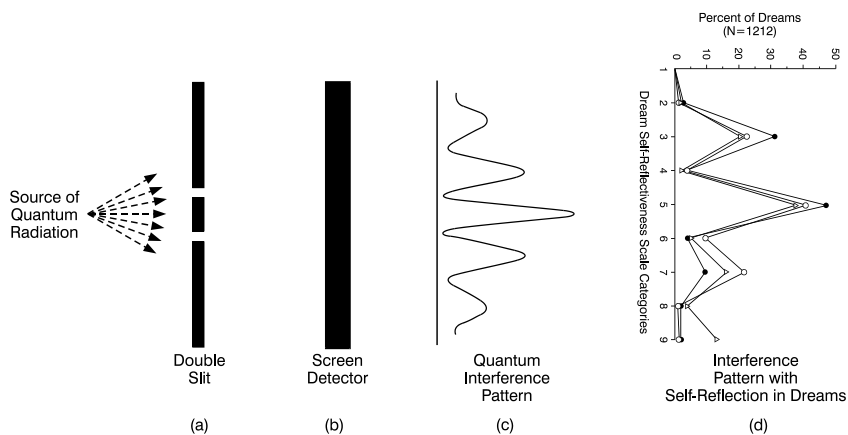 Source of
Quantum
Radiation
Double
Slit
(a)
Screen
Detector
(b)
Quantum
Interference
Pattern
(c)
Percent of Dreams
(N=1212)
0 10 20 30 40 50
Dream Self-Reflectiveness Scale Categories
1
2
3
4
5
6
7
8
9
Interference
Pattern with
Self-Reflection in Dreams
(d)